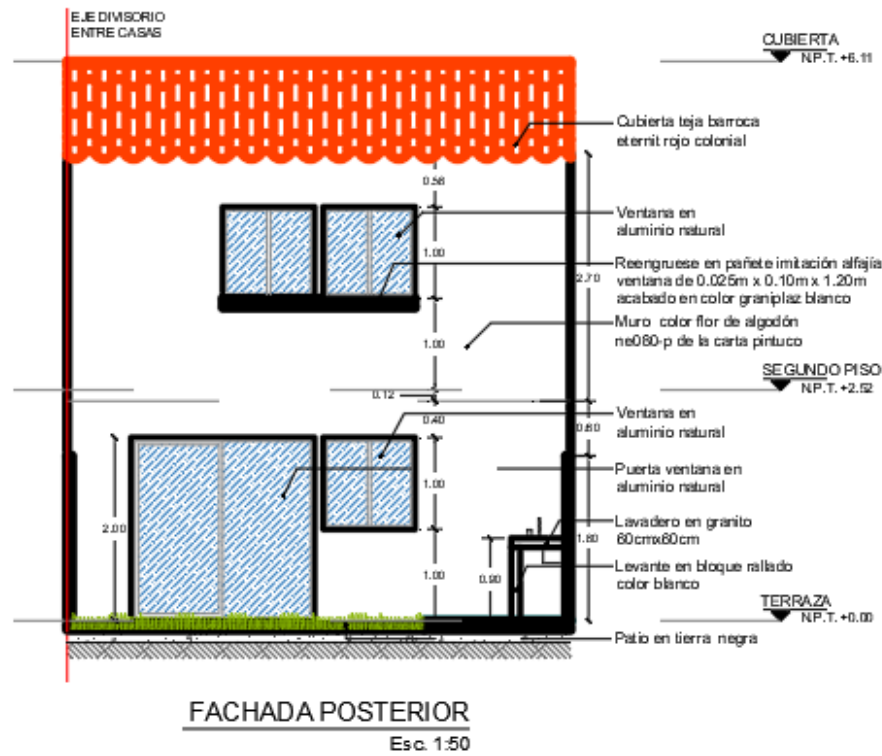 EJE DIVISORIO
ENTRE CASAS
CUBIERTA
N.P.T. +6.11
Cubierta teja barroca
eternit rojo colonial
0.58
Ventana en
aluminio natural
1.00
Reengruese en pañete imitación alfajía
ventana de 0.025m x 0.10m x 1.20m
acabado en color graniplaz blanco
2.70
Muro color flor de algodón
ne080-p de la carta pintuco
1.00
SEGUNDO PISO
N.P.T. +2.52
0.12
Ventana en
aluminio natural
0.40
0.60
Puerta ventana en
aluminio natural
1.00
2.00
Lavadero en granito
60cmx60cm
1.80
Levante en bloque rallado
color blanco
1.00
0.90
TERRAZA
N.P.T. +0.00
Patio en tierra negra
FACHADA POSTERIOR
Esc. 1:50